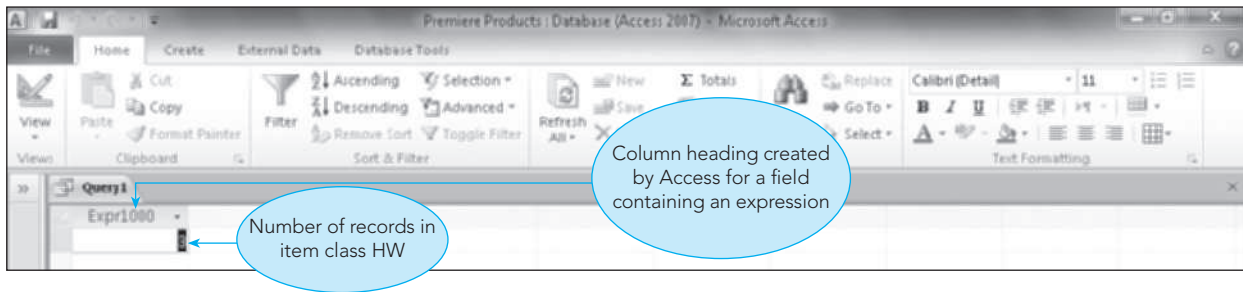 A
Premiere Products : Database (Access 2007) - Microsoft Access
File Home Create External Data Database Tools
View
Paste
Cut
Copy
Format Painter
Filter
Ascending
Descending
Remove Sort
Selection
Advanced
Toggle Filter
Refresh
All
New
Save
Σ Totals
Replace
Go To
Select
Calibri (Detail) 11
B I U
A
Views Clipboard Sort & Filter Text Formatting
Query1
Expr1000
Column heading created
by Access for a field
containing an expression
Number of records in
item class HW